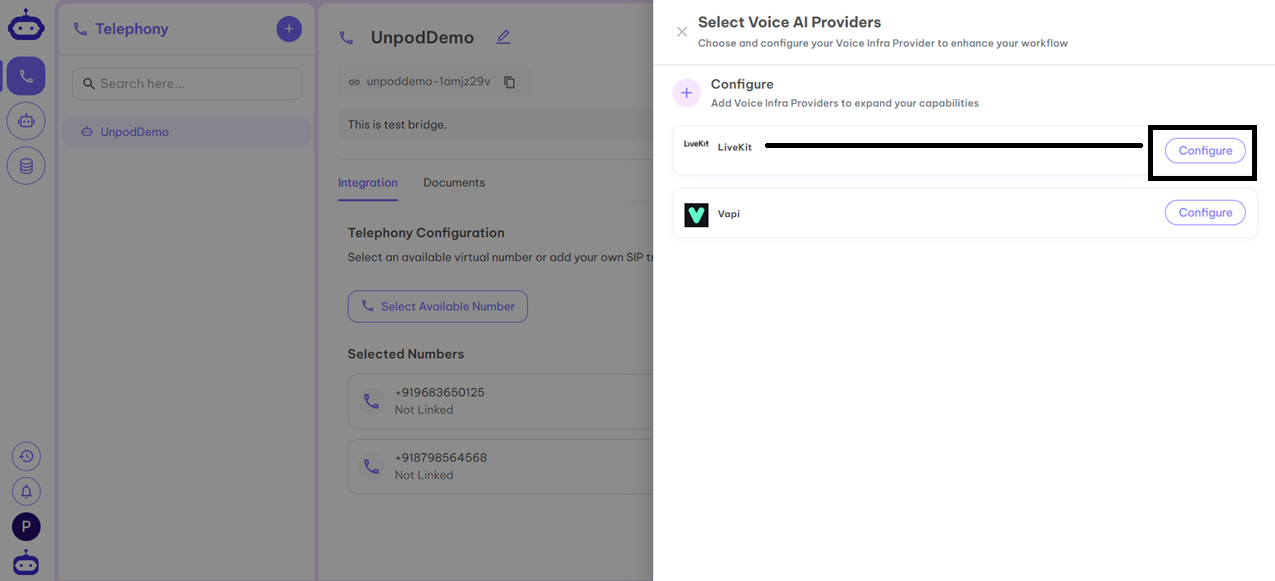 Telephony
Search here...
UnpodDemo
UnpodDemo
unpoddemo-1amjz29v
This is test bridge.
Integration
Documents
Telephony Configuration
Select an available virtual number or add your own SIP
Select Available Number
Selected Numbers
+919683650125
Not Linked
+918798564568
Not Linked
P
Select Voice AI Providers
Choose and configure your Voice Infra Provider to enhance your workflow
Configure
Add Voice Infra Providers to expand your capabilities
LiveKit LiveKit
Configure
Vapi
Configure